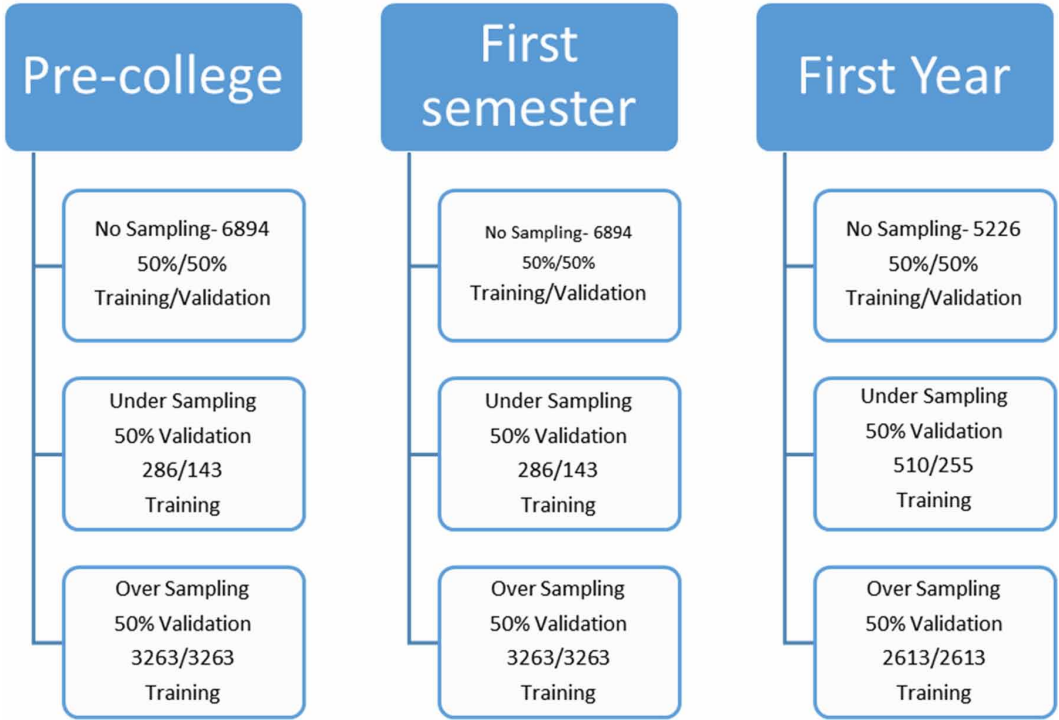 Pre-college
No Sampling- 6894
50%/50%
Training/Validation
Under Sampling
50% Validation
286/143
Training
Over Sampling
50% Validation
3263/3263
Training
First
semester
No Sampling- 6894
50%/50%
Training/Validation
Under Sampling
50% Validation
286/143
Training
Over Sampling
50% Validation
3263/3263
Training
First Year
No Sampling- 5226
50%/50%
Training/Validation
Under Sampling
50% Validation
510/255
Training
Over Sampling
50% Validation
2613/2613
Training